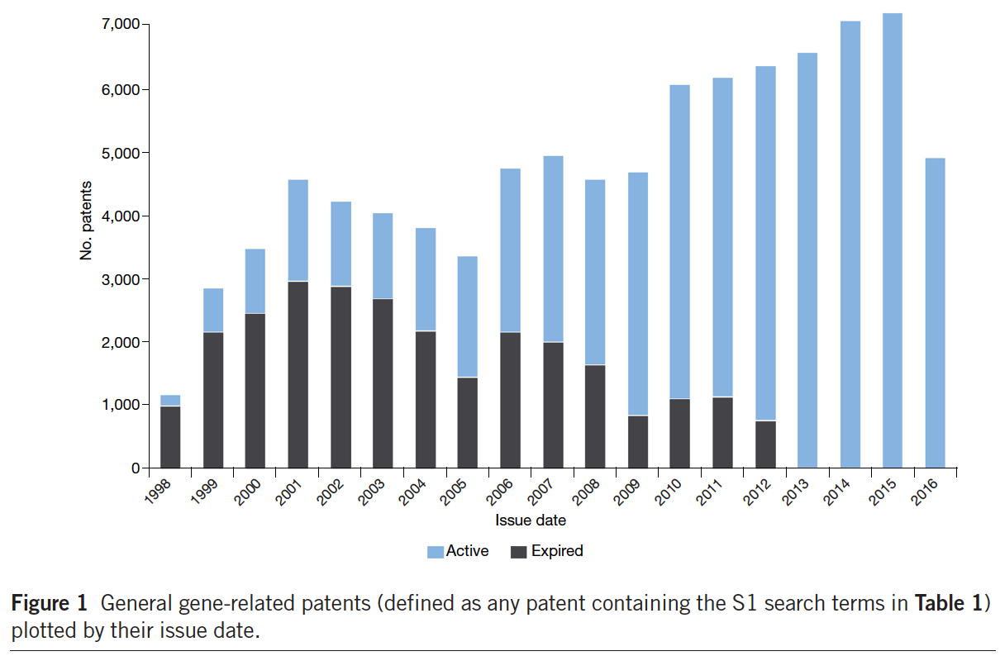 7,000
6,000
5,000
4,000
3,000
2,000
1,000
0
No. patents
1998 1999 2000 2001 2002 2003 2004 2005 2006 2007 2008 2009 2010 2011 2012 2013 2014 2015 2016
Issue date
Active Expired
Figure 1 General gene-related patents (defined as any patent containing the S1 search terms in Table 1)
plotted by their issue date.